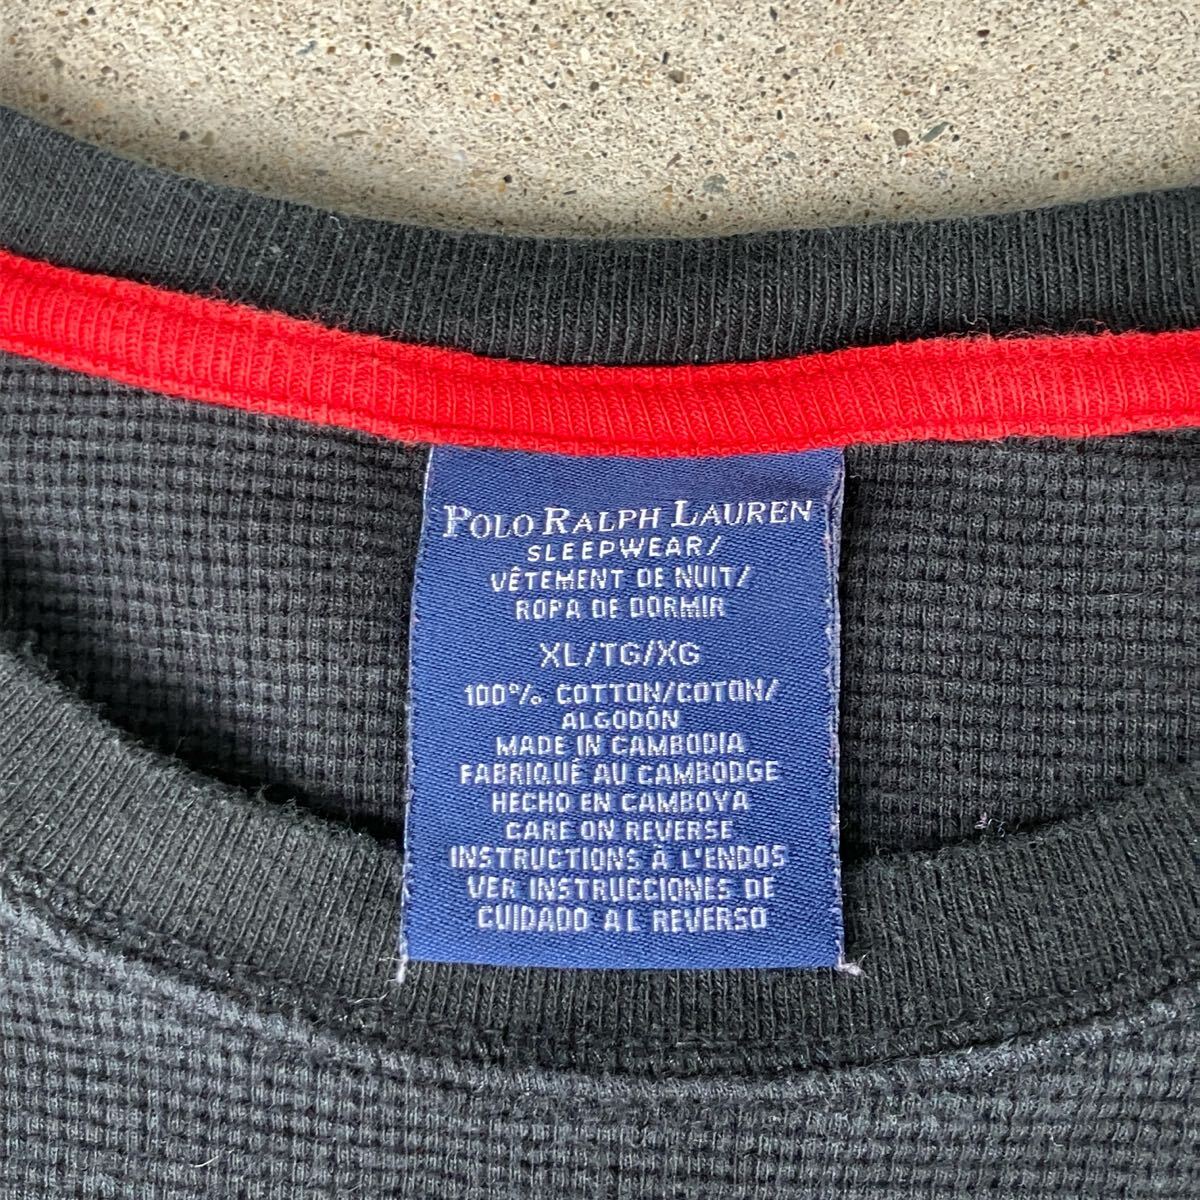 POLO RALPH LAUREN
SLEEPWEAR/
VÊTEMENT DE NUIT/
ROPA DE DORMIR
XL/TG/XG
100% COTTON/COTON/
ALGODÓN
MADE IN CAMBODIA
FABRIQUÉ AU CAMBODGE
HECHO EN CAMBOYA
CARE ON REVERSE
INSTRUCTIONS À L'ENDOS
VER INSTRUCCIONES DE
CUIDADO AL REVERSO